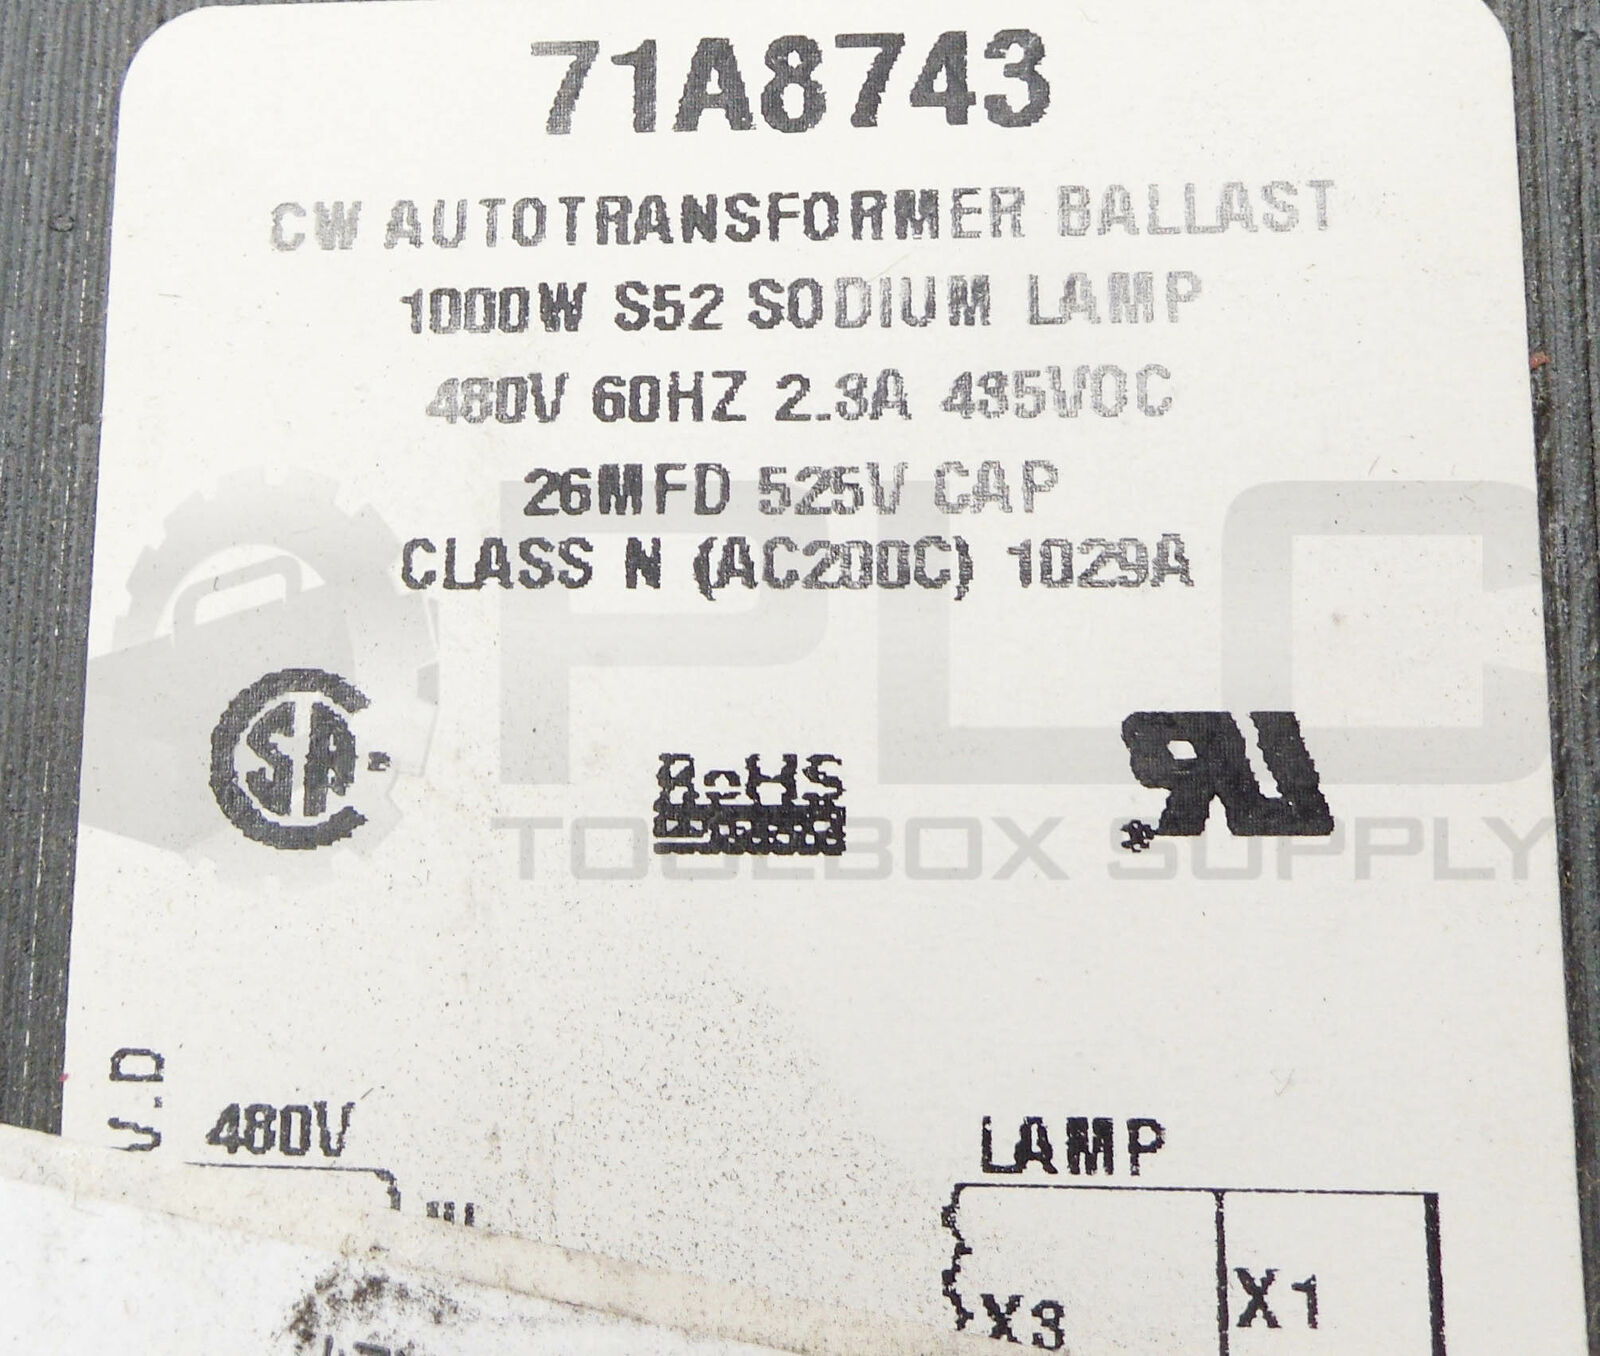 71A8743
CW AUTOTRANSFORMER BALLAST
1000W S52 SODIUM LAMP
480V 60HZ 2.3A 435VOC
26MFD 525V CAP
CLASS N (AC200C) 1029A
SA
RoHS
PLC
TOOLBOX SUPPLY
480V
LAMP
X3
X1